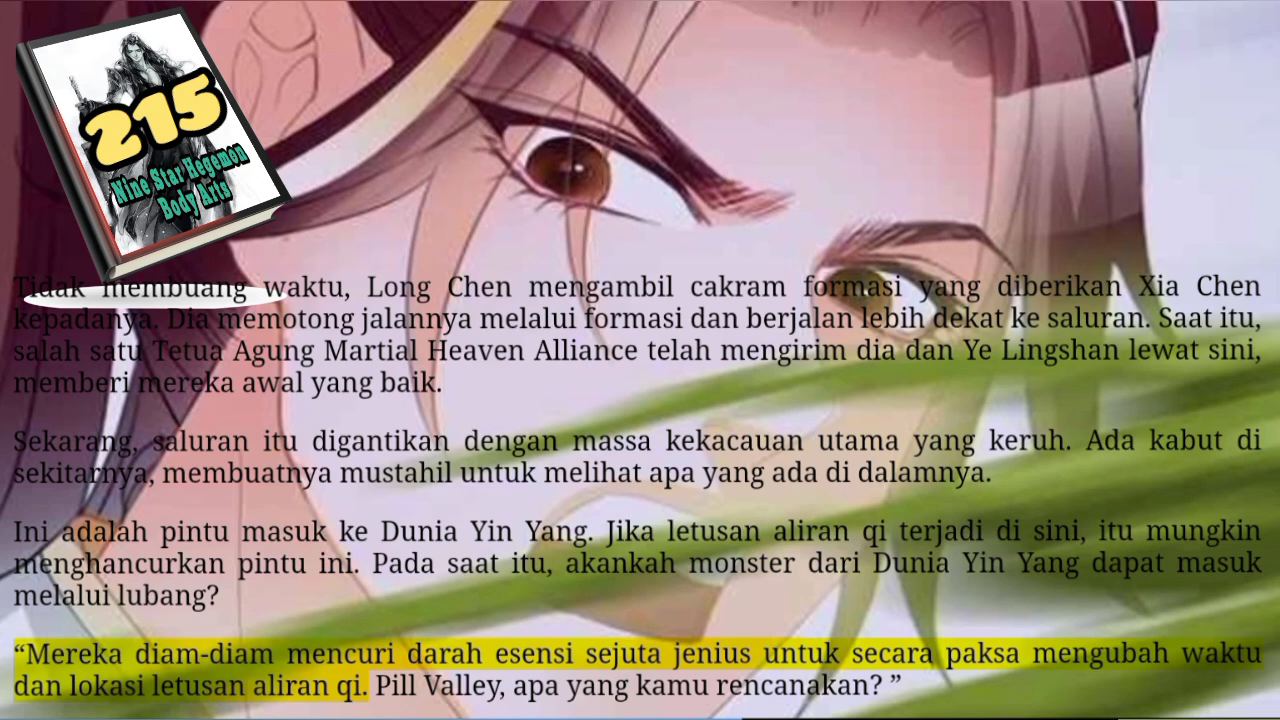 215
Nine Star Hegemon
Body Arts
Tidak membuang waktu, Long Chen mengambil cakram formasi yang diberikan Xia Chen
kepadanya. Dia memotong jalannya melalui formasi dan berjalan lebih dekat ke saluran. Saat itu,
salah satu Tetua Agung Martial Heaven Alliance telah mengirim dia dan Ye Lingshan lewat sini,
memberi mereka awal yang baik.
Sekarang, saluran itu digantikan dengan massa kekacauan utama yang keruh. Ada kabut di
sekitarnya, membuatnya mustahil untuk melihat apa yang ada di dalamnya.
Ini adalah pintu masuk ke Dunia Yin Yang. Jika letusan aliran qi terjadi di sini, itu mungkin
menghancurkan pintu ini. Pada saat itu, akankah monster dari Dunia Yin Yang dapat masuk
melalui lubang?
“Mereka diam-diam mencuri darah esensi sejuta jenius untuk secara paksa mengubah waktu
dan lokasi letusan aliran qi. Pill Valley, apa yang kamu rencanakan? ”